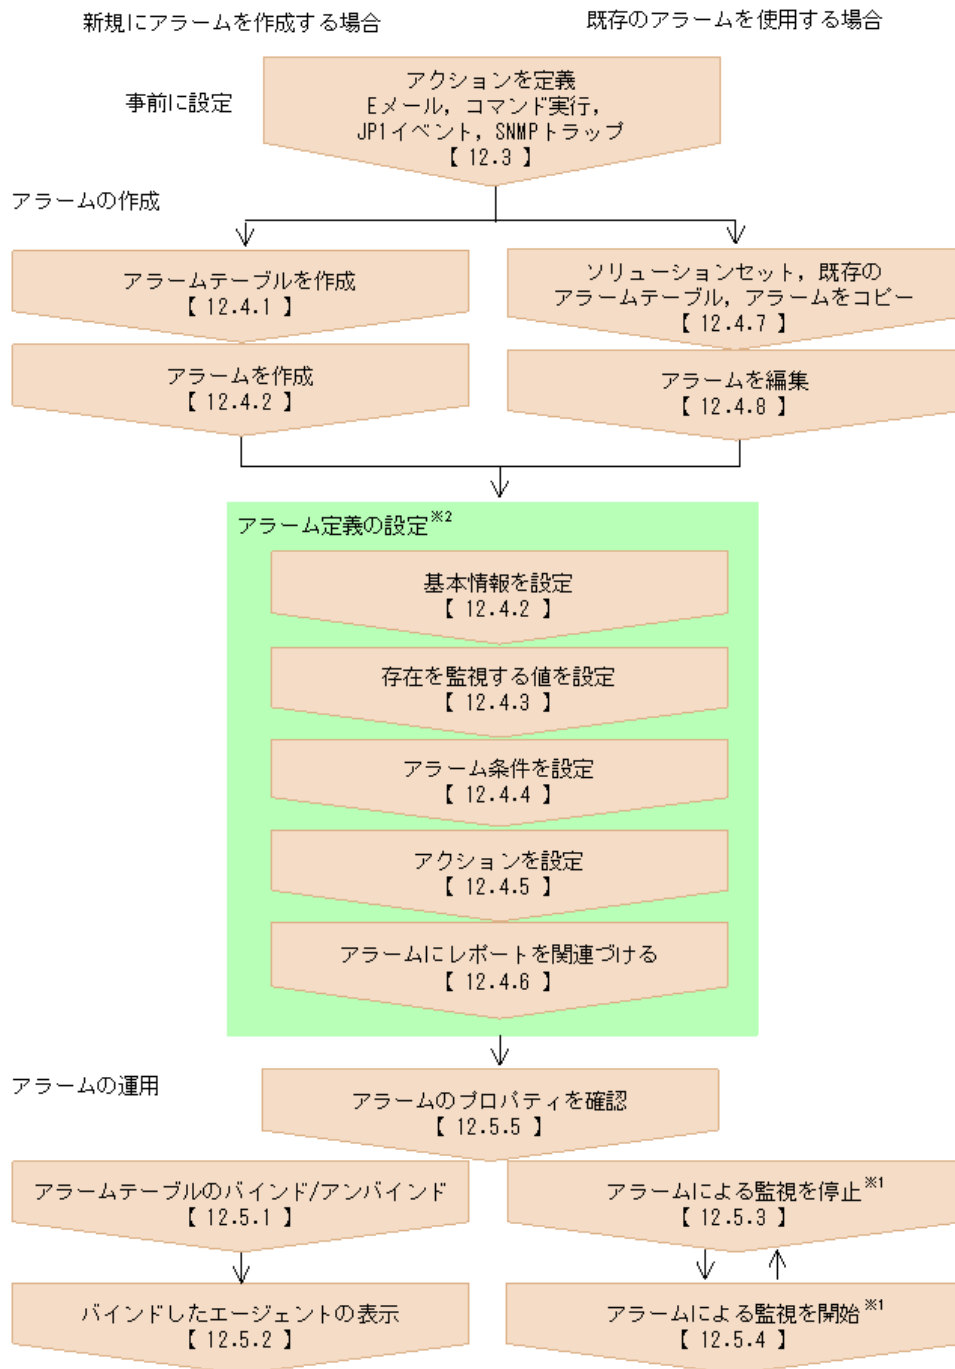 新規にアラームを作成する場合
既存のアラームを使用する場合
事前に設定
アクションを定義
Eメール，コマンド実行，
JP1イベント，SNMPトラップ
【 12.3 】
アラームの作成
アラームテーブルを作成
【 12.4.1 】
ソリューションセット，既存の
アラームテーブル，アラームをコピー
【 12.4.7 】
アラームを作成
【 12.4.2 】
アラームを編集
【 12.4.8 】
アラーム定義の設定※2
基本情報を設定
【 12.4.2 】
存在を監視する値を設定
【 12.4.3 】
アラーム条件を設定
【 12.4.4 】
アクションを設定
【 12.4.5 】
アラームにレポートを関連づける
【 12.4.6 】
アラームの運用
アラームのプロパティを確認
【 12.5.5 】
アラームテーブルのバインド/アンバインド
【 12.5.1 】
アラームによる監視を停止※1
【 12.5.3 】
バインドしたエージェントの表示
【 12.5.2 】
アラームによる監視を開始※1
【 12.5.4 】